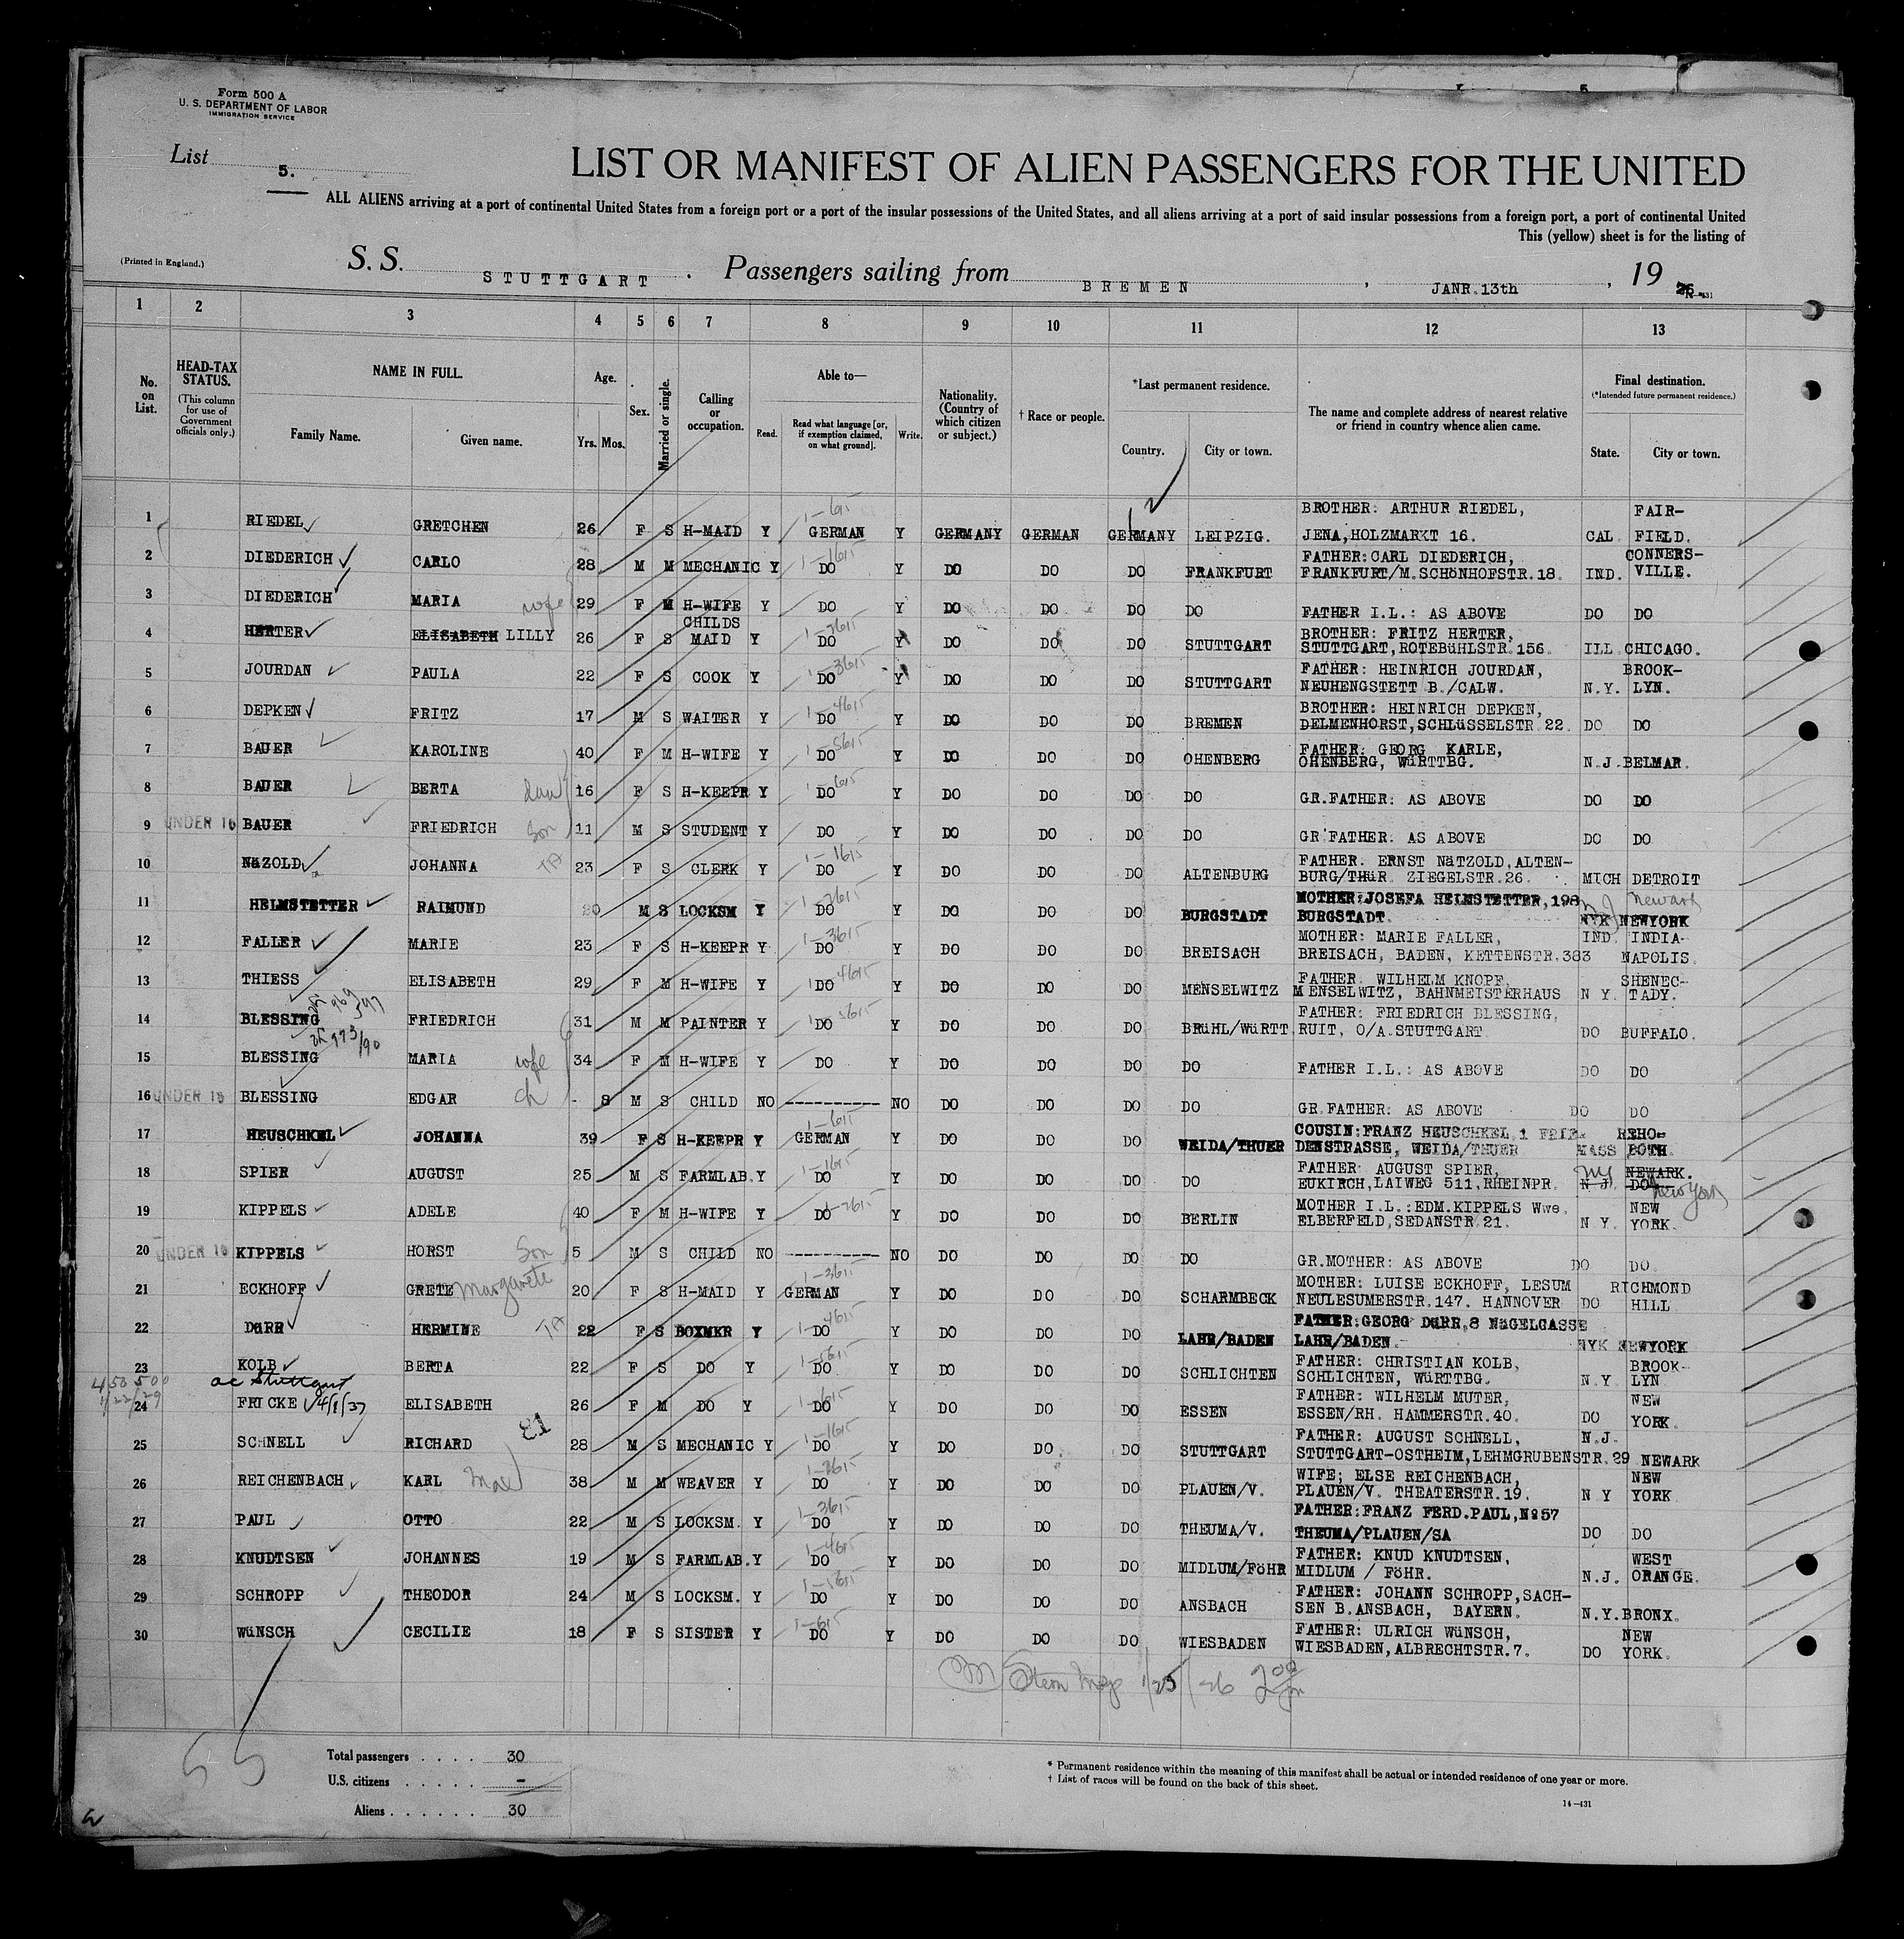 Form 500 A
U. S. DEPARTMENT OF LABOR
IMMIGRATION SERVICE
List 5.
LIST OR MANIFEST OF ALIEN PASSENGERS FOR THE UNITED
ALL ALIENS arriving at a port of continental United States from a foreign port or a port of the insular possessions of the United States, and all aliens arriving at a port of said insular possessions from a foreign port, a port of continental United
This (yellow) sheet is for the listing of
(Printed in England.)
S. S. STUTTGART . Passengers sailing from BREMEN , JANR.13th , 19
1 2 3 4 5 6 7 8 9 10 11 12 13
No. on List.
HEAD-TAX STATUS.
(This column for use of Government officials only.)
NAME IN FULL.
Family Name.
Given name.
Age.
Yrs. Mos.
Sex.
Married or single.
Calling or occupation.
Able to—
Read.
Read what language [or, if exemption claimed, on what ground].
Write.
Nationality. (Country of which citizen or subject.)
† Race or people.
*Last permanent residence.
Country.
City or town.
The name and complete address of nearest relative or friend in country whence alien came.
Final destination.
(*Intended future permanent residence.)
State.
City or town.
BROTHER: ARTHUR RIEDEL, FAIR-
1 RIEDEL GRETCHEN 26 F S H-MAID Y GERMAN Y GERMANY GERMAN GERMANY LEIPZIG. JENA,HOLZMARKT 16. CAL FIELD.
FATHER:CARL DIEDERICH, CONNERS-
2 DIEDERICH CARLO 28 M M MECHANIC Y DO Y DO DO DO FRANKFURT FRANKFURT/M.SCHÖNHOFSTR.18. IND. VILLE.
3 DIEDERICH MARIA wife 29 F M H-WIFE Y DO Y DO DO DO DO FATHER I.L.: AS ABOVE DO DO
CHILDS BROTHER: FRITZ HERTER,
4 HERTER ELISABETH LILLY 26 F S MAID Y DO Y DO DO DO STUTTGART STUTTGART,ROTEBÜHLSTR.156. ILL CHICAGO.
FATHER: HEINRICH JOURDAN, BROOK-
5 JOURDAN PAULA 22 F S COOK Y DO Y DO DO DO STUTTGART NEUHENGSTETT B./CALW. N.Y. LYN.
BROTHER: HEINRICH DEPKEN,
6 DEPKEN FRITZ 17 M S WAITER Y DO Y DO DO DO BREMEN DELMENHORST,SCHLÜSSELSTR 22. DO DO
FATHER: GEORG KARLE,
7 BAUER KAROLINE 40 F M H-WIFE Y DO Y DO DO DO OHENBERG OHENBERG, WÜRTTBG. N.J.BELMAR.
8 BAUER BERTA dau 16 F S H-KEEPR Y DO Y DO DO DO DO GR.FATHER: AS ABOVE DO DO
9 UNDER 16 BAUER FRIEDRICH Son 11 M S STUDENT Y DO Y DO DO DO DO GR FATHER. AS ABOVE DO DO
FATHER. ERNST NÄTZOLD,ALTEN-
10 NÄZOLD JOHANNA 23 F S CLERK Y DO Y DO DO DO ALTENBURG BURG/THÜR. ZIEGELSTR.26. MICH DETROIT
MOTHER:JOSEFA HELMSTETTER,198, NJ Newark
11 HELMSTETTER RAIMUND 20 M S LOCKSM Y DO Y DO DO DO BURGSTADT BURGSTADT. NYK NEWYORK
MOTHER: MARIE FALLER, IND. INDIA-
12 FALLER MARIE 23 F S H-KEEPR Y DO Y DO DO DO BREISACH BREISACH, BADEN, KETTENSTR.383 NAPOLIS.
FATHER. WILHELM KNOPF, SHENEC-
13 THIESS ELISABETH 29 F M H-WIFE Y DO Y DO DO DO MENSELWITZ MENSELWITZ, BAHNMEISTERHAUS N Y. TADY.
FATHER: FRIEDRICH BLESSING,
14 BLESSING FRIEDRICH 31 M M PAINTER Y DO Y DO DO DO BRÜHL/WÜRTT. RUIT, O/A.STUTTGART DO BUFFALO.
15 BLESSING MARIA wife 34 F M H-WIFE Y DO Y DO DO DO DO FATHER I.L.: AS ABOVE DO DO
16 UNDER 16 BLESSING EDGAR ch - 8 M S CHILD NO ---------- NO DO DO DO DO GR.FATHER: AS ABOVE DO DO
COUSIN:FRANZ HEUSCHKEL,1 FRIE- REHO-
17 HEUSCHKEL JOHANNA 39 F S H-KEEPR Y GERMAN Y DO DO DO WEIDA/THUER DENSTRASSE, WEIDA/THUER MASS BOTH
FATHER: AUGUST SPIER, NY NEWARK.
18 SPIER AUGUST 25 M S FARMLAB.Y DO Y DO DO DO DO EUKIRCH,LAIWEG 511,RHEINPR. N J. DO New York
MOTHER I.L.:EDM.KIPPELS Wwe. NEW
19 KIPPELS ADELE 40 F M H-WIFE Y DO Y DO DO DO BERLIN ELBERFELD,SEDANSTR 21. N Y. YORK.
20 UNDER 16 KIPPELS HORST Son 5 M S CHILD NO ---------- NO DO DO DO DO GR.MOTHER: AS ABOVE DO DO.
MOTHER: LUISE ECKHOFF, LESUM RICHMOND
21 ECKHOFF GRETE Margarete 20 F S H-MAID Y GERMAN Y DO DO DO SCHARMBECK NEULESUMERSTR.147. HANNOVER DO HILL.
FATHER:GEORG DÜRR,8 NÄGELGASSE
22 DÜRR HERMINE 22 F S BOXMKR Y DO Y DO DO DO LAHR/BADEN LAHR/BADEN. NYK NEWYORK
FATHER: CHRISTIAN KOLB, BROOK-
23 KOLB BERTA 22 F S DO Y DO Y DO DO DO SCHLICHTEN SCHLICHTEN, WÜRTTBG. N.Y. LYN
ac Stuttgart
FATHER: WILHELM MUTER, NEW
24 FRICKE ELISABETH 26 F M DO Y DO Y DO DO DO ESSEN ESSEN/RH. HAMMERSTR.40. DO YORK.
FATHER: AUGUST SCHNELL, N.J.
25 SCHNELL RICHARD 28 M S MECHANIC Y DO Y DO DO DO STUTTGART STUTTGART-OSTHEIM,LEHMGRUBENSTR.29 NEWARK
WIFE; ELSE REICHENBACH, NEW
26 REICHENBACH KARL Max 38 M M WEAVER Y DO Y DO DO DO PLAUEN/V. PLAUEN/V. THEATERSTR.19. N Y YORK
FATHER:FRANZ FERD.PAUL,No57
27 PAUL OTTO 22 M S LOCKSM. Y DO Y DO DO DO THEUMA/V. THEUMA/PLAUEN/SA DO DO
FATHER: KNUD KNUDTSEN, WEST
28 KNUDTSEN JOHANNES 19 M S FARMLAB.Y DO Y DO DO DO MIDLUM/FÖHR MIDLUM / FÖHR. N.J. ORANGE.
FATHER: JOHANN SCHROPP,SACH-
29 SCHROPP THEODOR 24 M S LOCKSM. Y DO Y DO DO DO ANSBACH SEN B.ANSBACH, BAYERN. N.Y.BRONX.
FATHER: ULRICH WÜNSCH, NEW
30 WÜNSCH CECILIE 18 F S SISTER Y DO Y DO DO DO WIESBADEN WIESBADEN,ALBRECHTSTR.7. DO YORK.
Total passengers . . . . 30
U.S. citizens . . . . . -
Aliens . . . . . . 30
* Permanent residence within the meaning of this manifest shall be actual or intended residence of one year or more.
† List of races will be found on the back of this sheet.
14—431